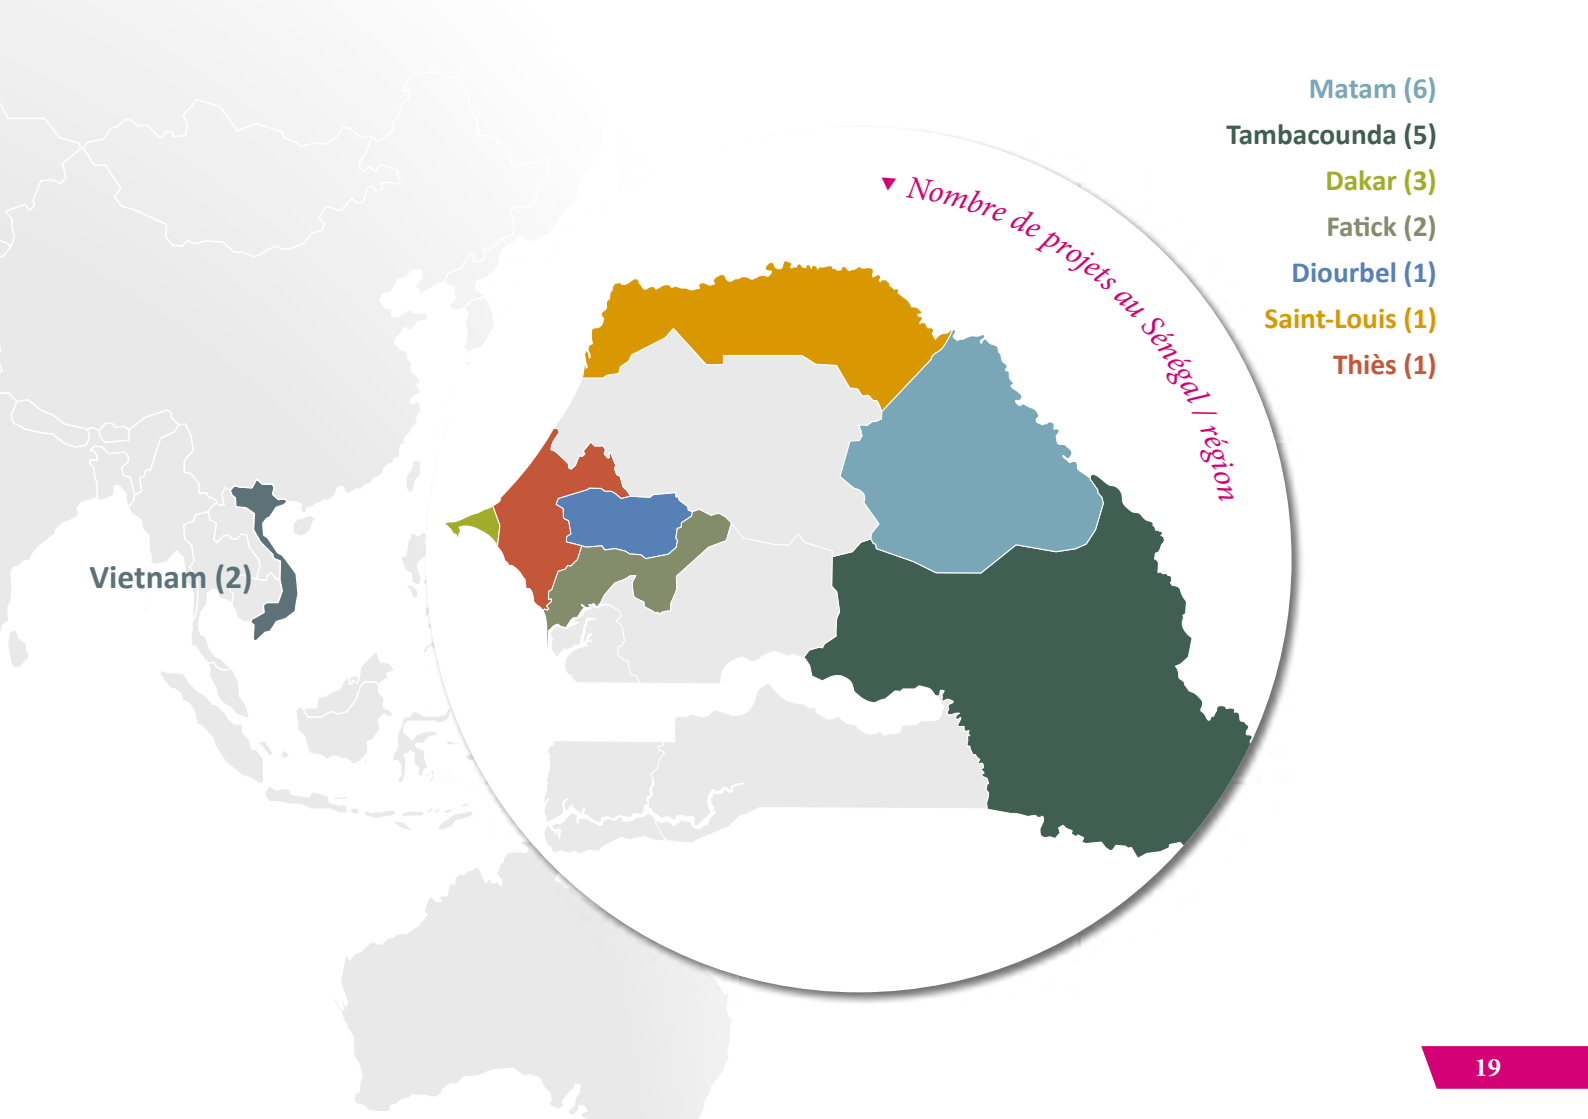 Matam (6)
Tambacounda (5)
Dakar (3)
Fatick (2)
Diourbel (1)
Saint-Louis (1)
Thiès (1)
▼ Nombre de projets au Sénégal / région
Vietnam (2)
19